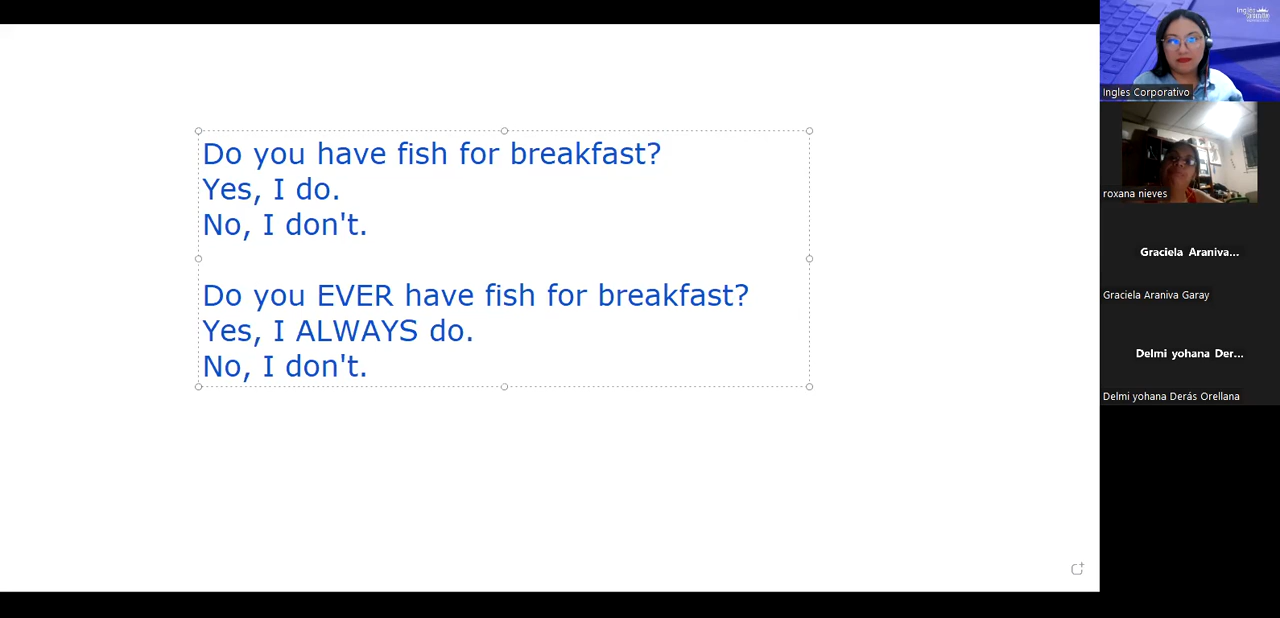 Do you have fish for breakfast?
Yes, I do.
No, I don't.
Do you EVER have fish for breakfast?
Yes, I ALWAYS do.
No, I don't.
Ingles
Ingles Corporativo
roxana nieves
Graciela Araniva...
Graciela Araniva Garay
Delmi yohana Der...
Delmi yohana Derás Orellana